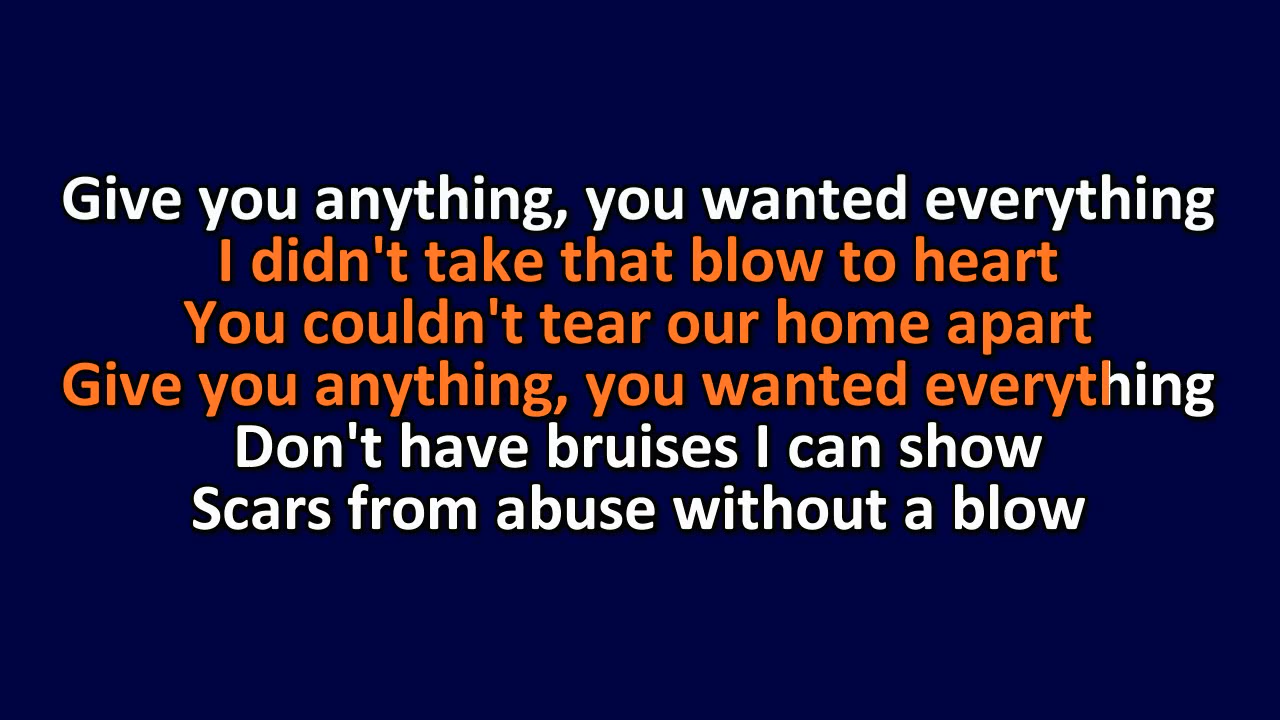 Give you anything, you wanted everything
I didn't take that blow to heart
You couldn't tear our home apart
Give you anything, you wanted everything
Don't have bruises I can show
Scars from abuse without a blow